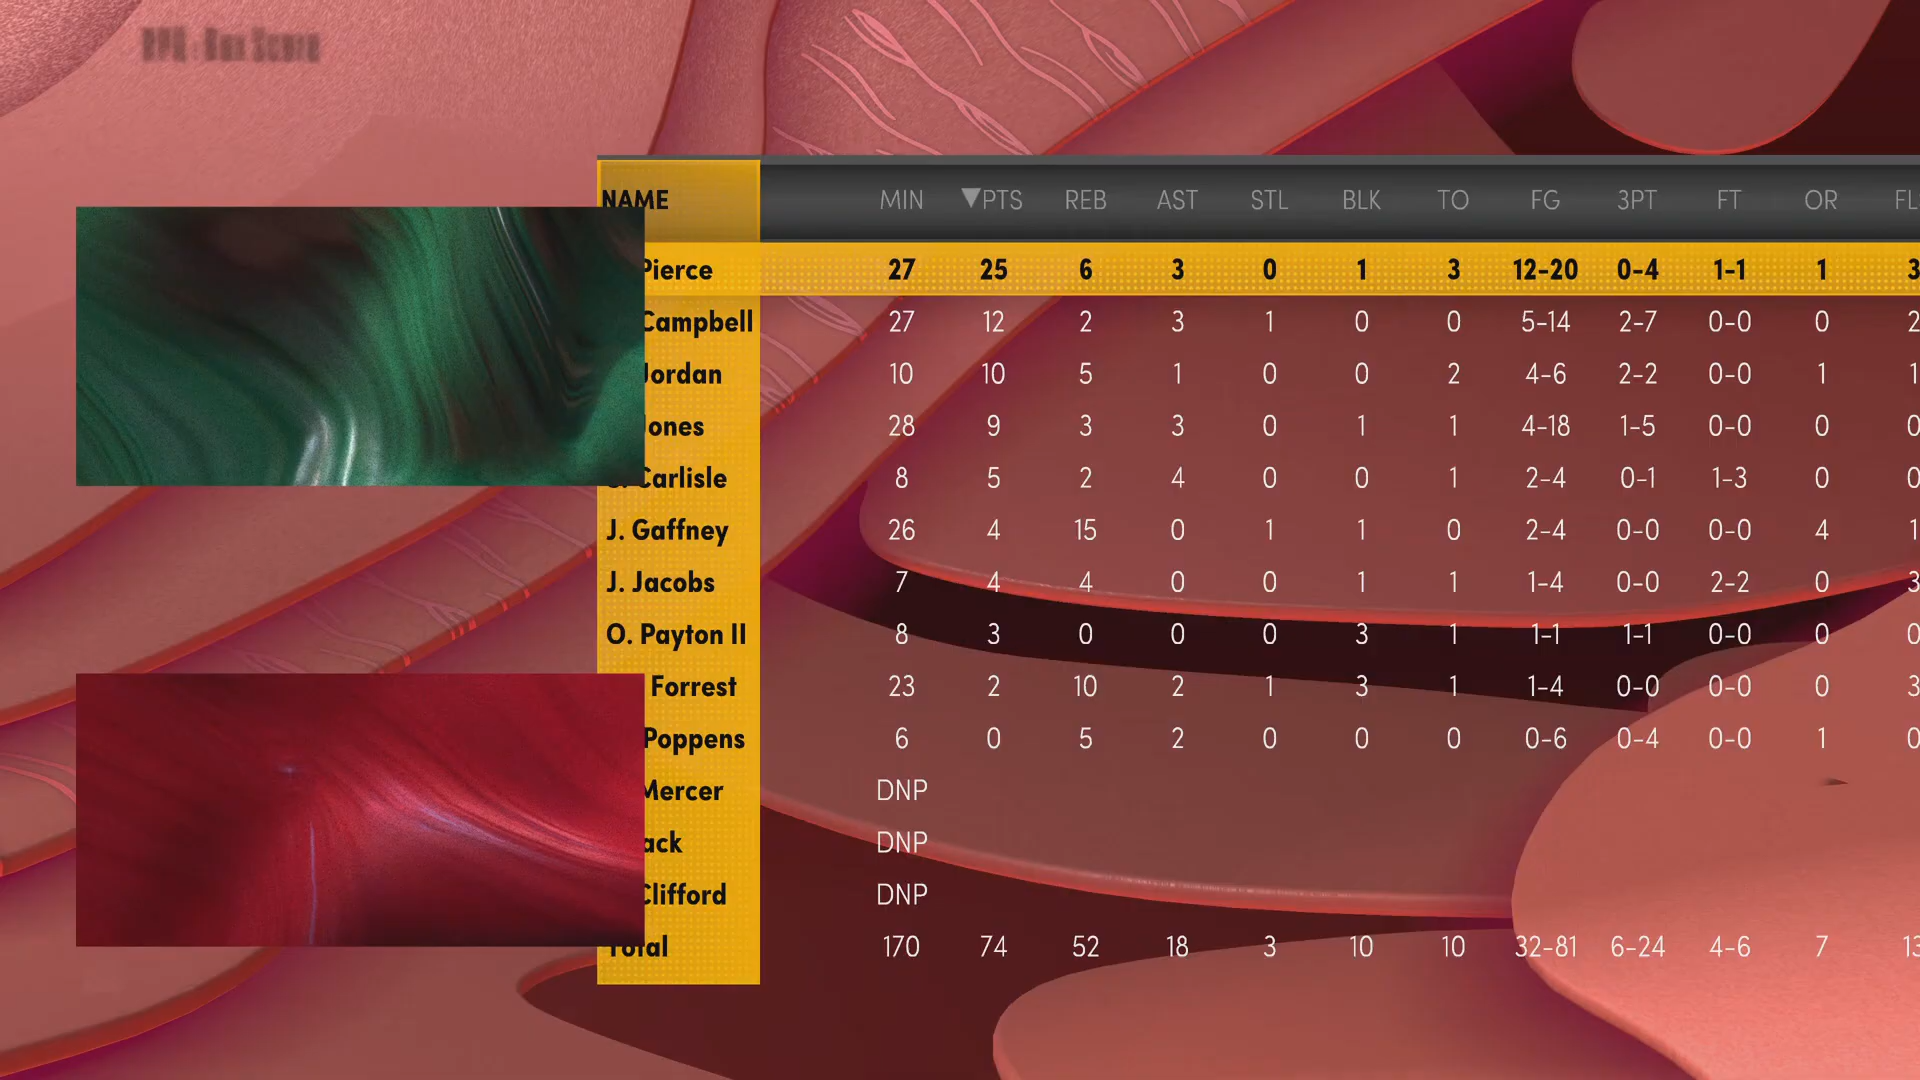 NAME MIN ▼PTS REB AST STL BLK TO FG 3PT FT OR
Pierce 27 25 6 3 0 1 3 12-20 0-4 1-1 1 3
Campbell 27 12 2 3 1 0 0 5-14 2-7 0-0 0 2
Jordan 10 10 5 1 0 0 2 4-6 2-2 0-0 1 1
Jones 28 9 3 3 0 1 1 4-18 1-5 0-0 0 0
Carlisle 8 5 2 4 0 0 1 2-4 0-1 1-3 0 0
J. Gaffney 26 4 15 0 1 1 0 2-4 0-0 0-0 4 1
J. Jacobs 7 4 4 0 0 1 1 1-4 0-0 2-2 0 3
O. Payton II 8 3 0 0 0 3 1 1-1 1-1 0-0 0 0
Forrest 23 2 10 2 1 3 1 1-4 0-0 0-0 0 3
Poppens 6 0 5 2 0 0 0 0-6 0-4 0-0 1 0
Mercer DNP
ack DNP
Clifford DNP
Total 170 74 52 18 3 10 10 32-81 6-24 4-6 7 13